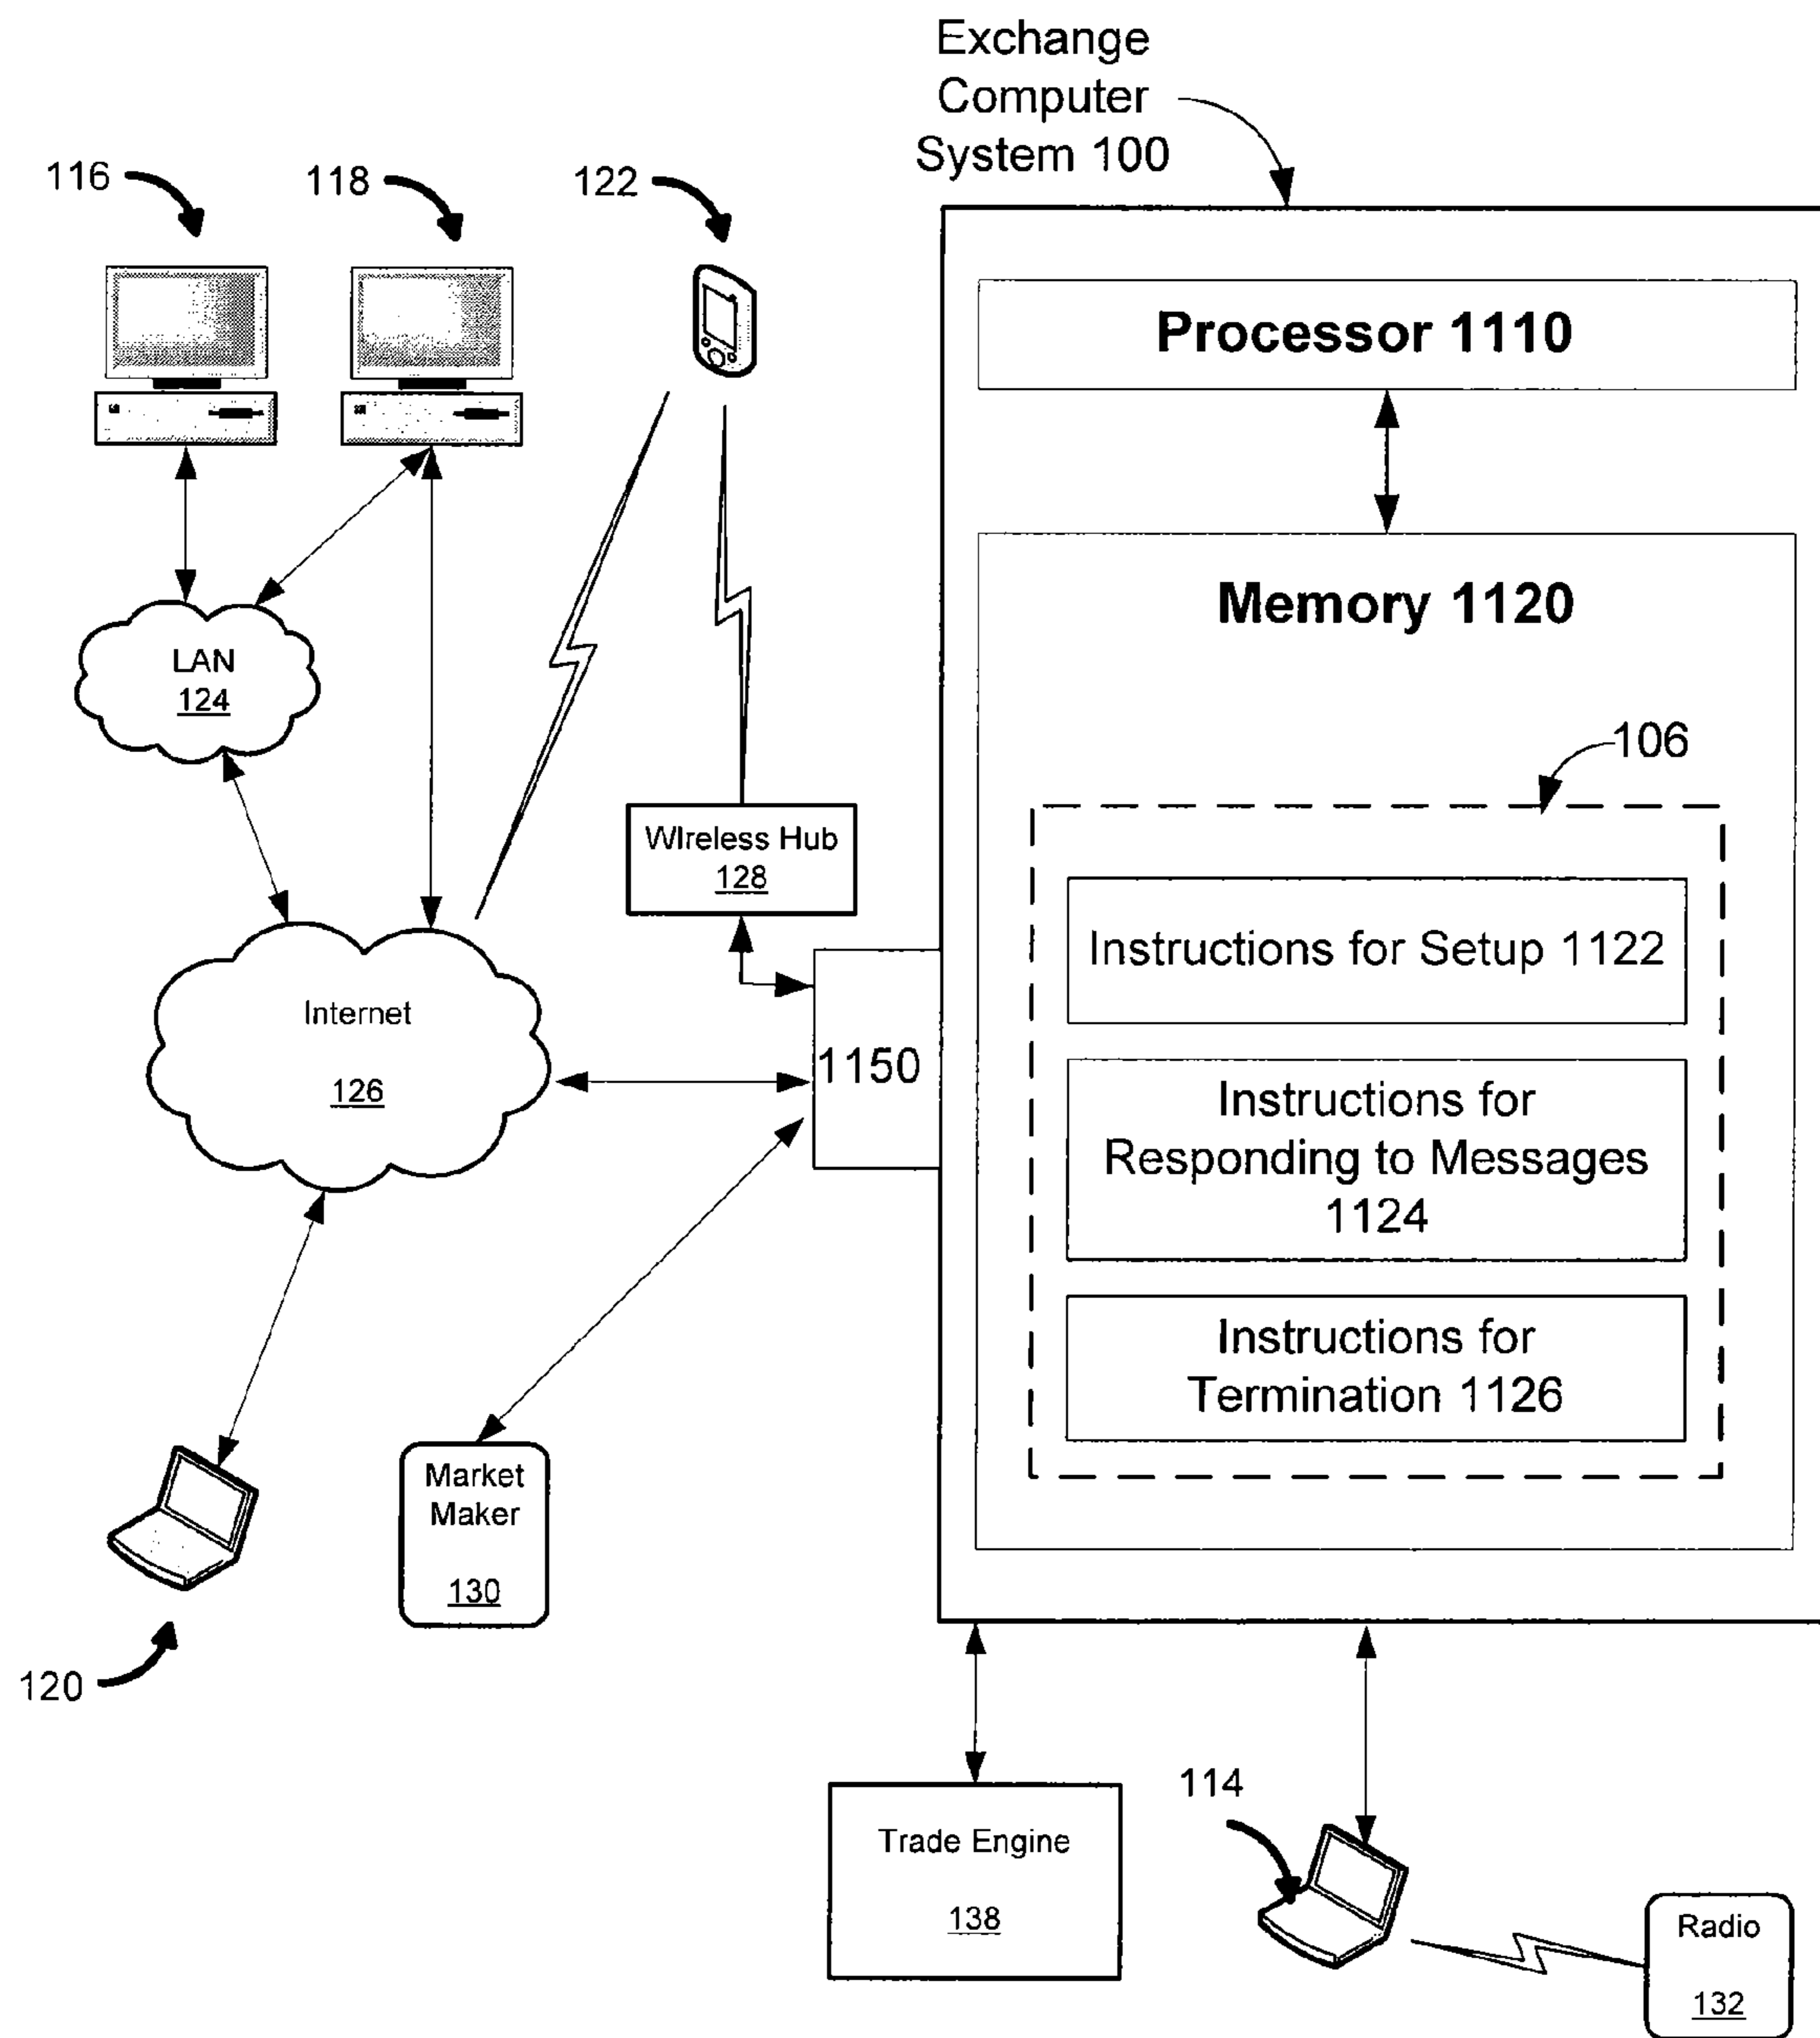 Exchange
Computer
System 100
116
118
122
Processor 1110
Memory 1120
LAN
124
106
WIreless Hub
128
Instructions for Setup 1122
Internet
126
1150
Instructions for
Responding to Messages
1124
Instructions for
Termination 1126
Market
Maker
130
120
114
Trade Engine
138
Radio
132